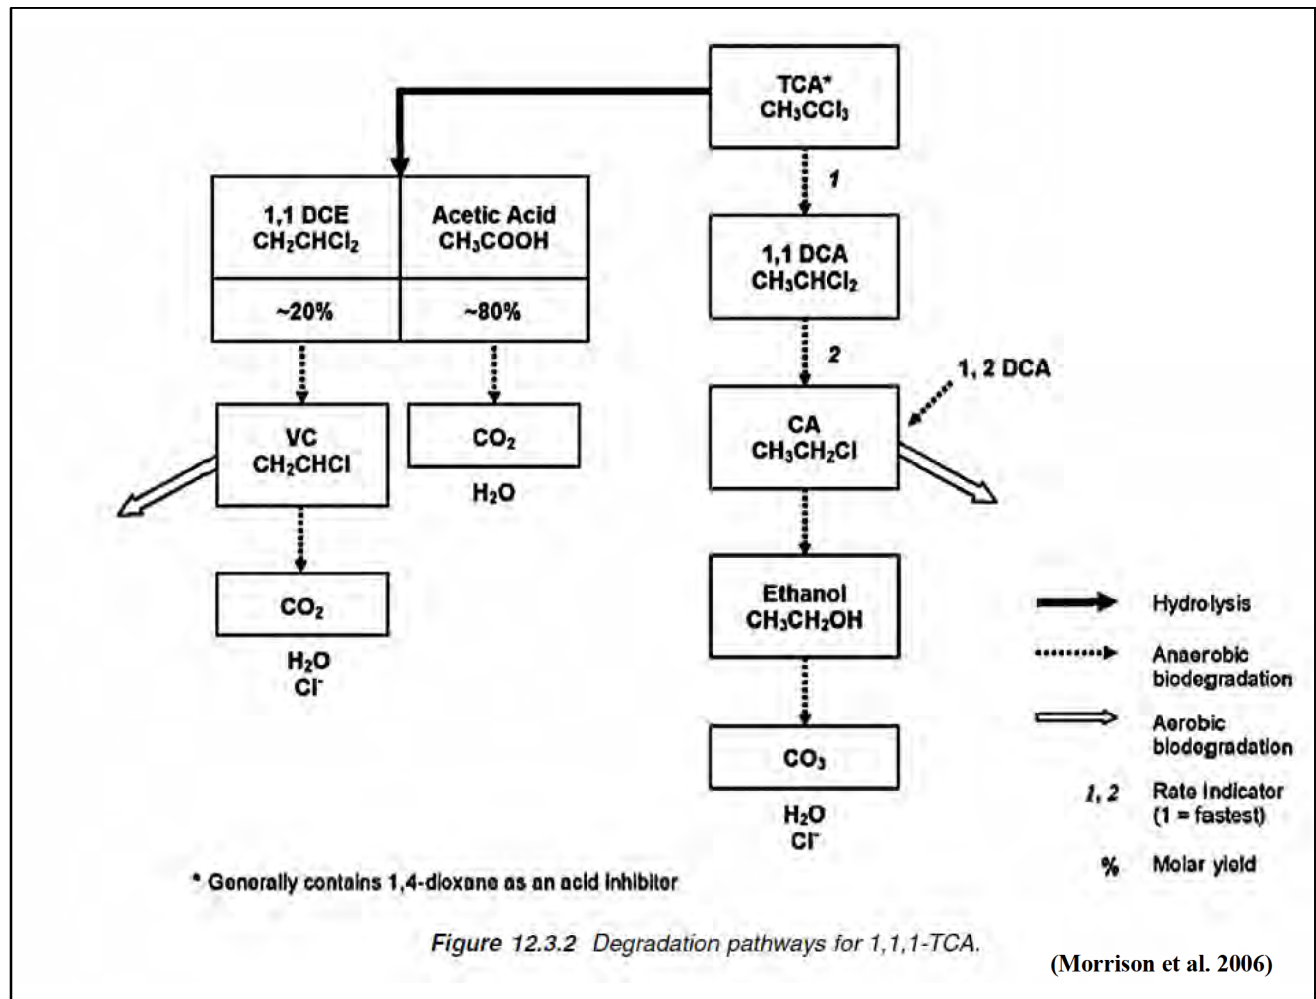 TCA*
CH₃CCl₃
1
1,1 DCE
CH₂CHCl₂
Acetic Acid
CH₃COOH
~20%
~80%
1,1 DCA
CH₃CHCl₂
2
1, 2 DCA
VC
CH₂CHCl
CO₂
H₂O
CA
CH₃CH₂Cl
CO₂
H₂O
Cl⁻
Ethanol
CH₃CH₂OH
CO₃
H₂O
Cl⁻
Hydrolysis
Anaerobic
biodegradation
Aerobic
biodegradation
1, 2 Rate Indicator
(1 = fastest)
% Molar yield
* Generally contains 1,4-dioxane as an acid inhibitor
Figure 12.3.2 Degradation pathways for 1,1,1-TCA.
(Morrison et al. 2006)